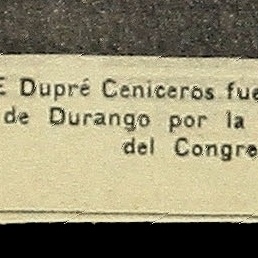 E Dupré Ceniceros fue
de Durango por la
del Congre